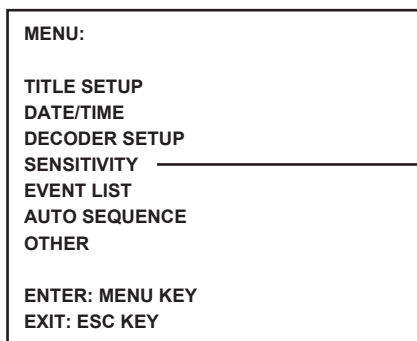 MENU:
TITLE SETUP
DATE/TIME
DECODER SETUP
SENSITIVITY
EVENT LIST
AUTO SEQUENCE
OTHER
ENTER: MENU KEY
EXIT: ESC KEY